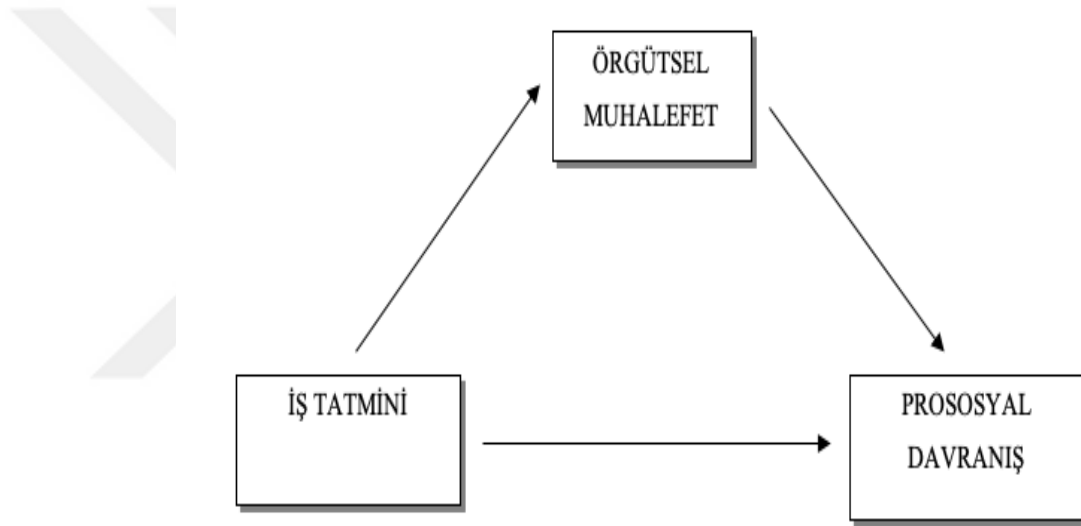 ÖRGÜTSEL
MUHALEFET
İŞ TATMİNİ
PROSOSYAL
DAVRANIŞ